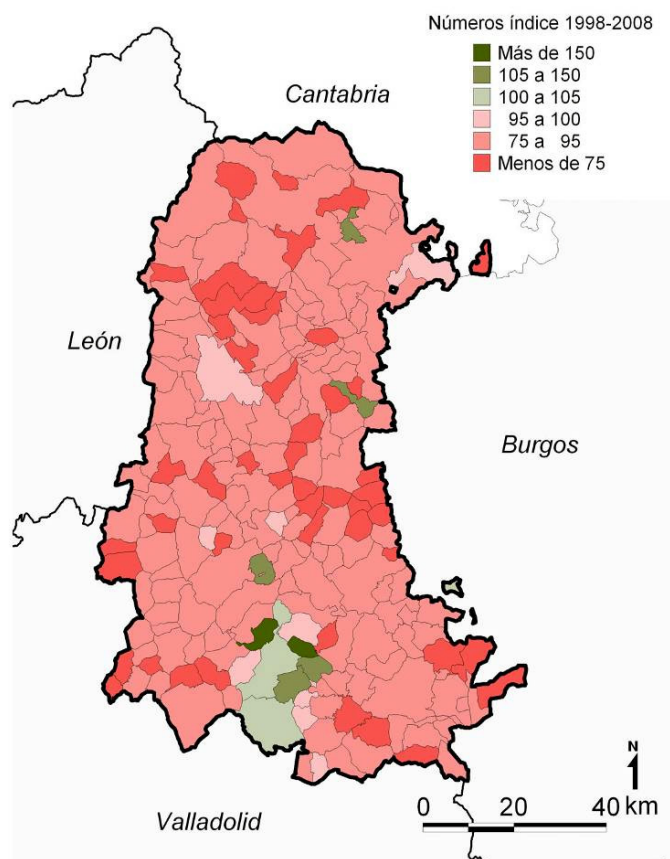 Números índice 1998-2008
Más de 150
105 a 150
100 a 105
95 a 100
75 a 95
Menos de 75
Cantabria
León
Burgos
Valladolid
N
0 20 40 km